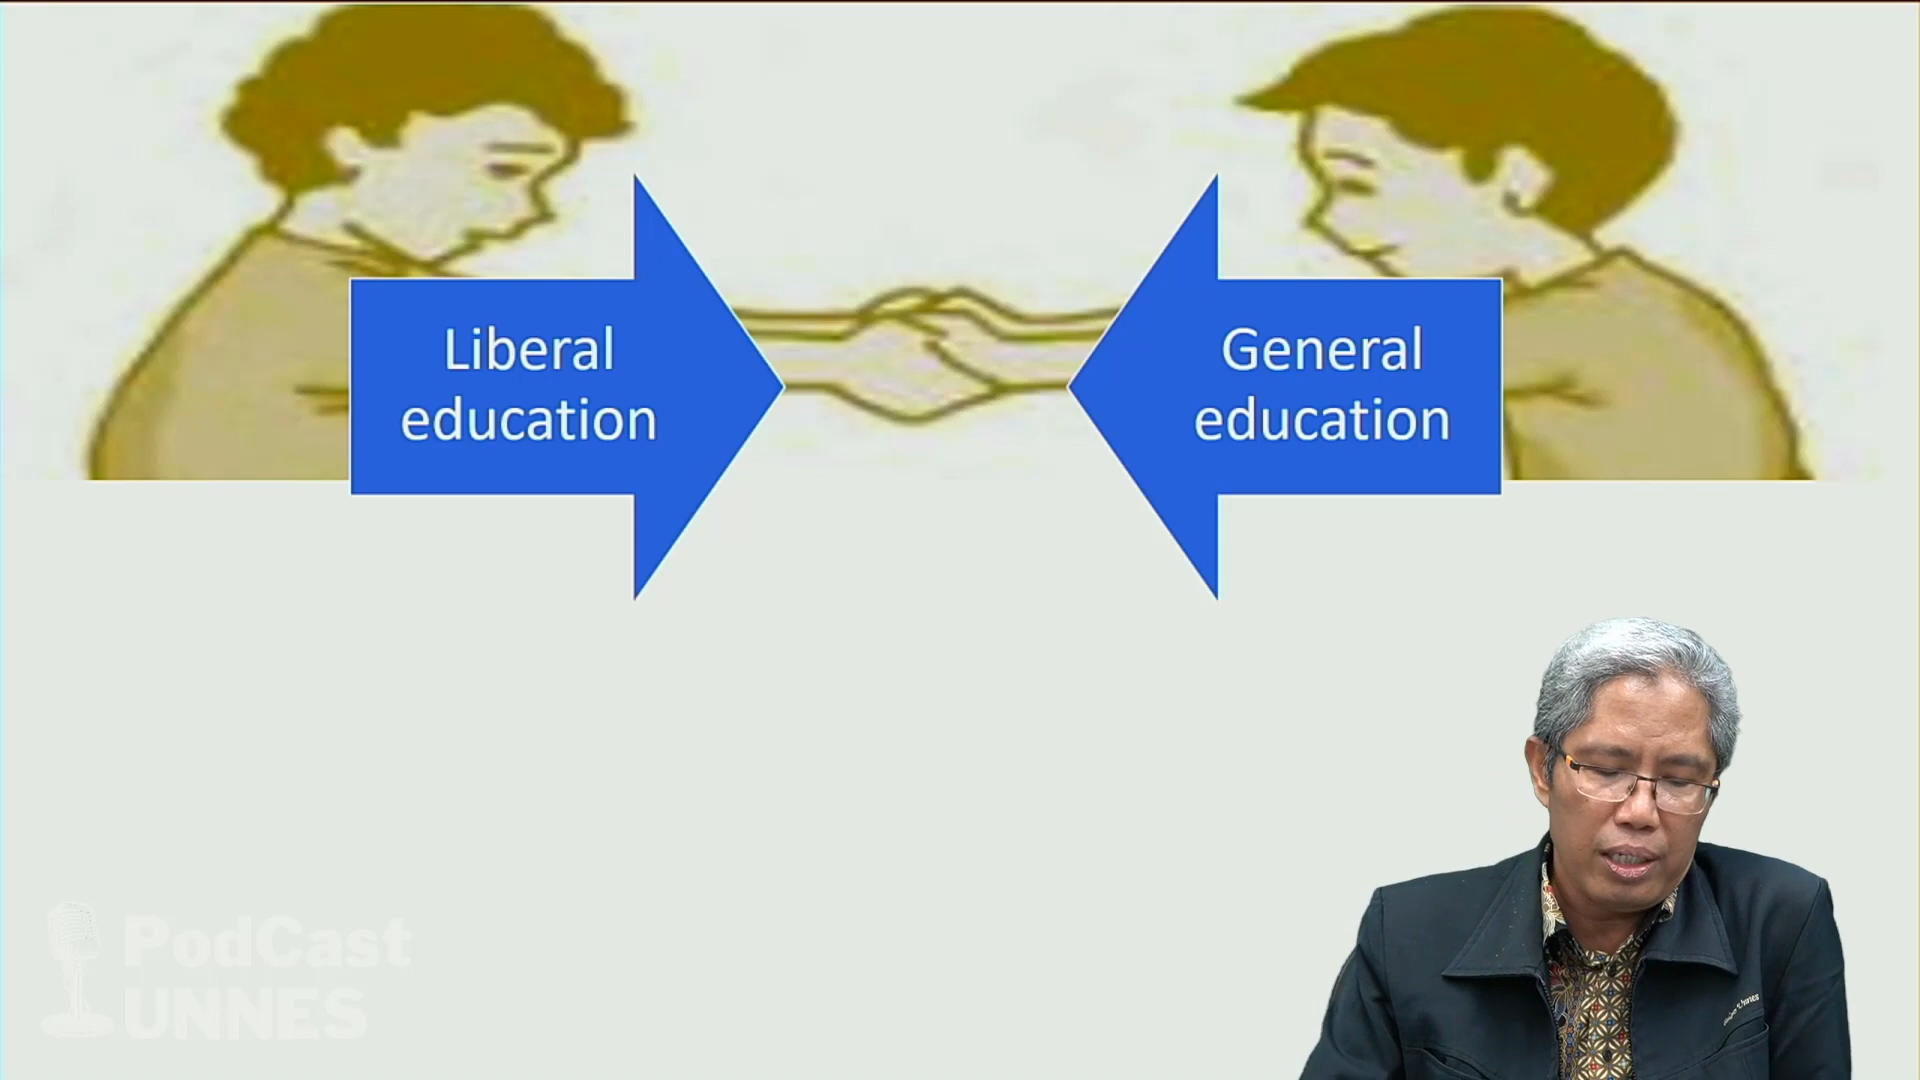 Liberal
education
General
education
PodCast
UNNES